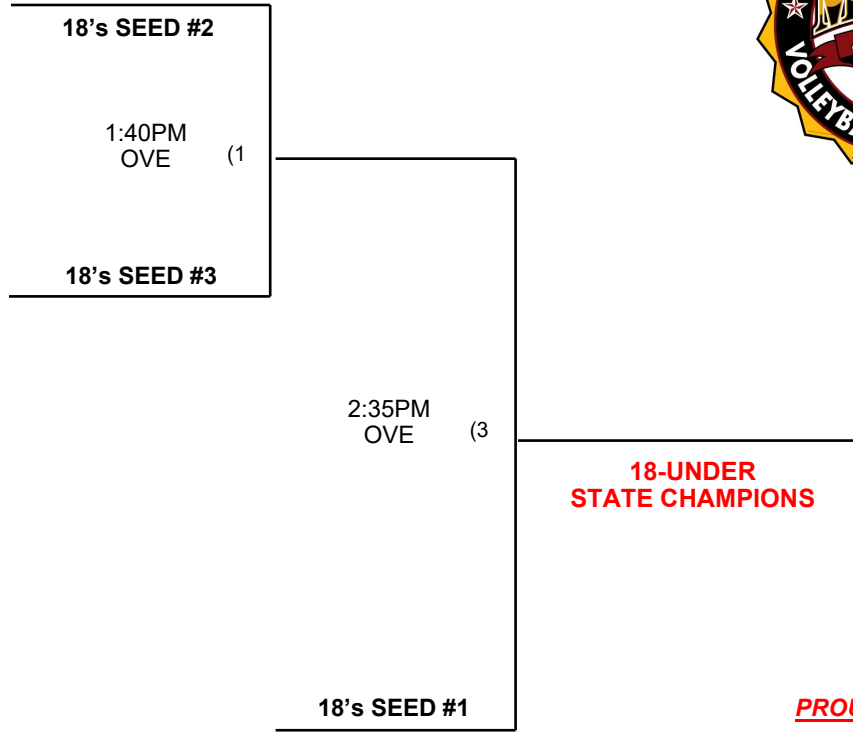 18’s SEED #2
1:40PM
OVE (1
18’s SEED #3
2:35PM
OVE (3
18-UNDER
STATE CHAMPIONS
18’s SEED #1